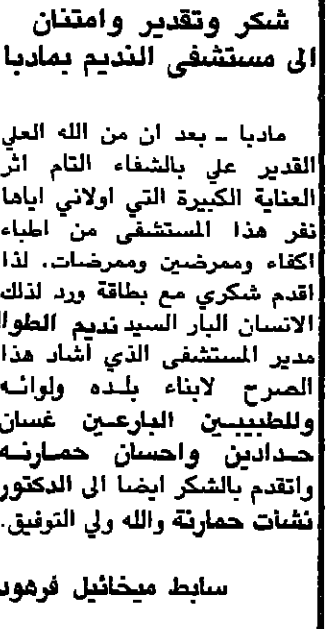 شكر وتقدير وامتنان
الى مستشفى النديم بمادبا
مادبا – بعد ان من الله العلي
القدير علي بالشفاء التام اثر
العناية الكبيرة التي اولاني اياها
نفر هذا المستشفى من اطباء
اكفاء وممرضين وممرضات. لذا
اقدم شكري مع بطاقة ورد لذلك
الانسان البار السيد نديم الطوا
مدير المستشفى الذي أشاد هذا
الصرح لابناء بلده ولوائه
وللطبيبين البارعين غسان
حدادين واحسان حمارنه
واتقدم بالشكر ايضا الى الدكتور
نشأت حمارنة والله ولي التوفيق.
سابط ميخائيل فرهود